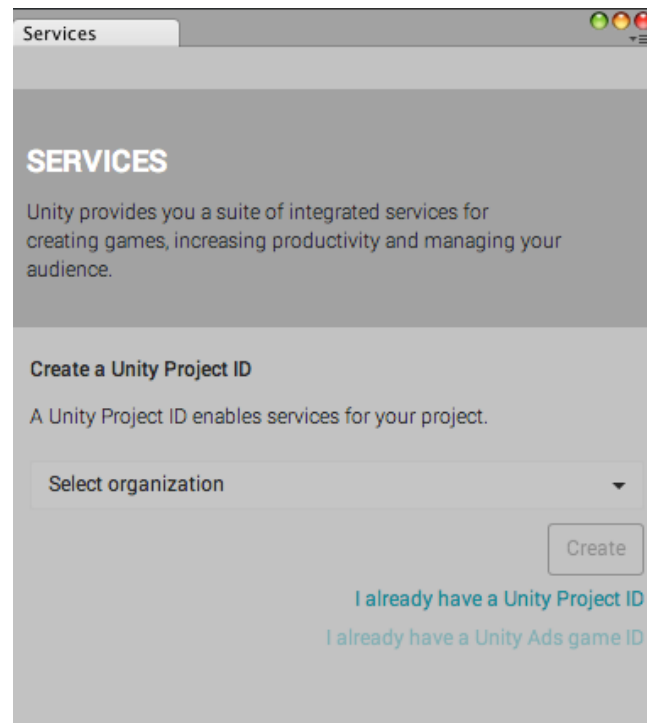 Services
SERVICES
Unity provides you a suite of integrated services for
creating games, increasing productivity and managing your
audience.
Create a Unity Project ID
A Unity Project ID enables services for your project.
Select organization
Create
I already have a Unity Project ID
I already have a Unity Ads game ID